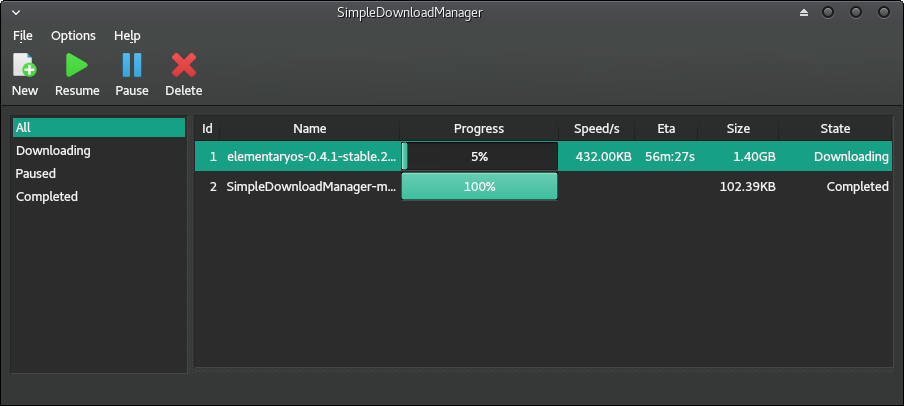 SimpleDownloadManager
File Options Help
New Resume Pause Delete
All
Downloading
Paused
Completed
Id Name Progress Speed/s Eta Size State
1 elementaryos-0.4.1-stable.2... 5% 432.00KB 56m:27s 1.40GB Downloading
2 SimpleDownloadManager-m... 100% 102.39KB Completed